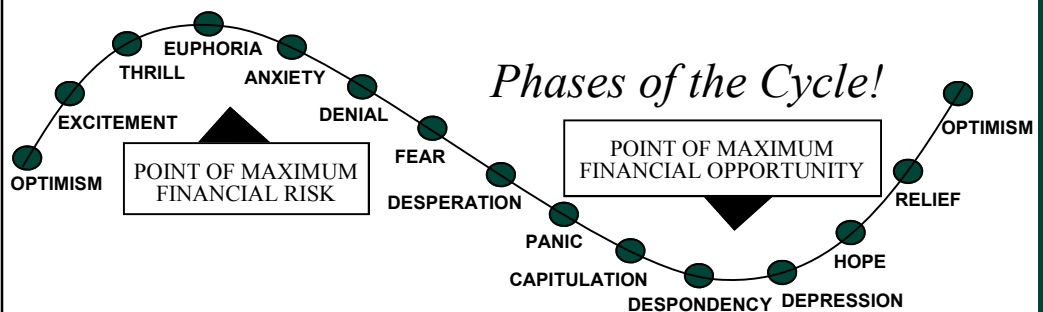 EUPHORIA
THRILL
ANXIETY
Phases of the Cycle!
EXCITEMENT
DENIAL
OPTIMISM
POINT OF MAXIMUM
FINANCIAL RISK
FEAR
POINT OF MAXIMUM
FINANCIAL OPPORTUNITY
OPTIMISM
DESPERATION
RELIEF
PANIC
CAPITULATION
HOPE
DESPONDENCY
DEPRESSION